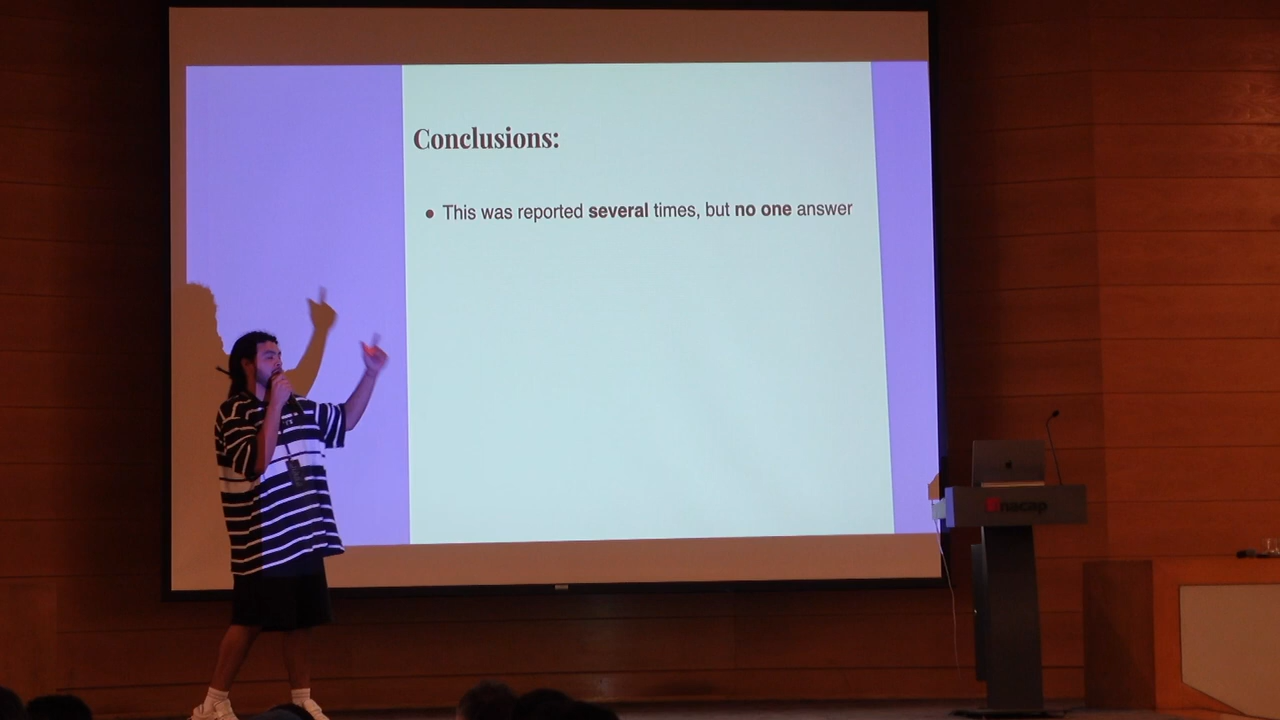 Conclusions:
• This was reported several times, but no one answer
inacap